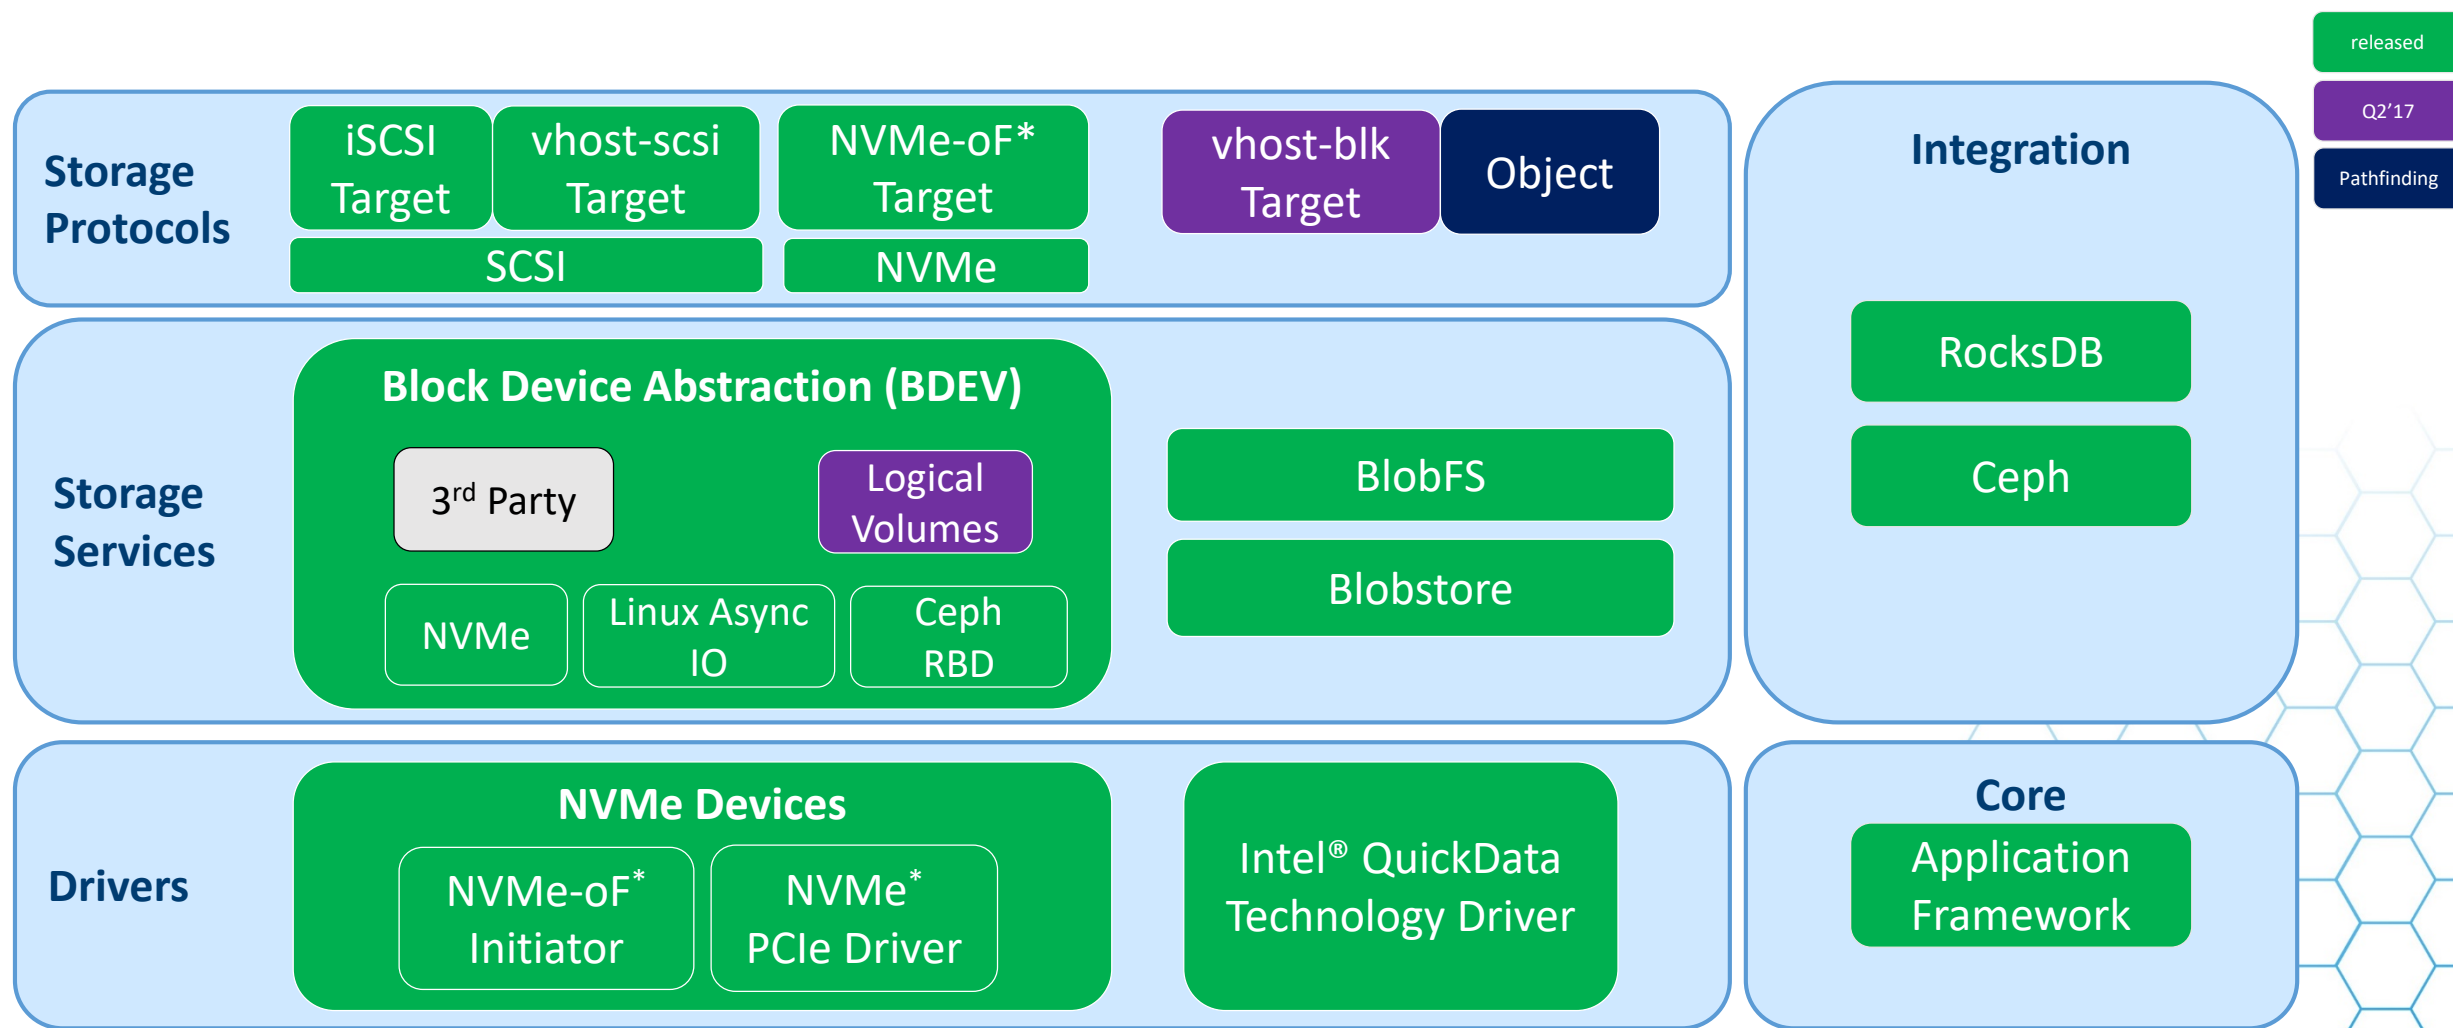 released
Q2’17
Pathfinding
Storage
Protocols
iSCSI
Target
vhost-scsi
Target
NVMe-oF*
Target
SCSI
NVMe
vhost-blk
Target
Object
Integration
RocksDB
Ceph
Storage
Services
Block Device Abstraction (BDEV)
3rd Party
Logical
Volumes
NVMe
Linux Async
IO
Ceph
RBD
BlobFS
Blobstore
Drivers
NVMe Devices
NVMe-oF*
Initiator
NVMe*
PCIe Driver
Intel® QuickData
Technology Driver
Core
Application
Framework